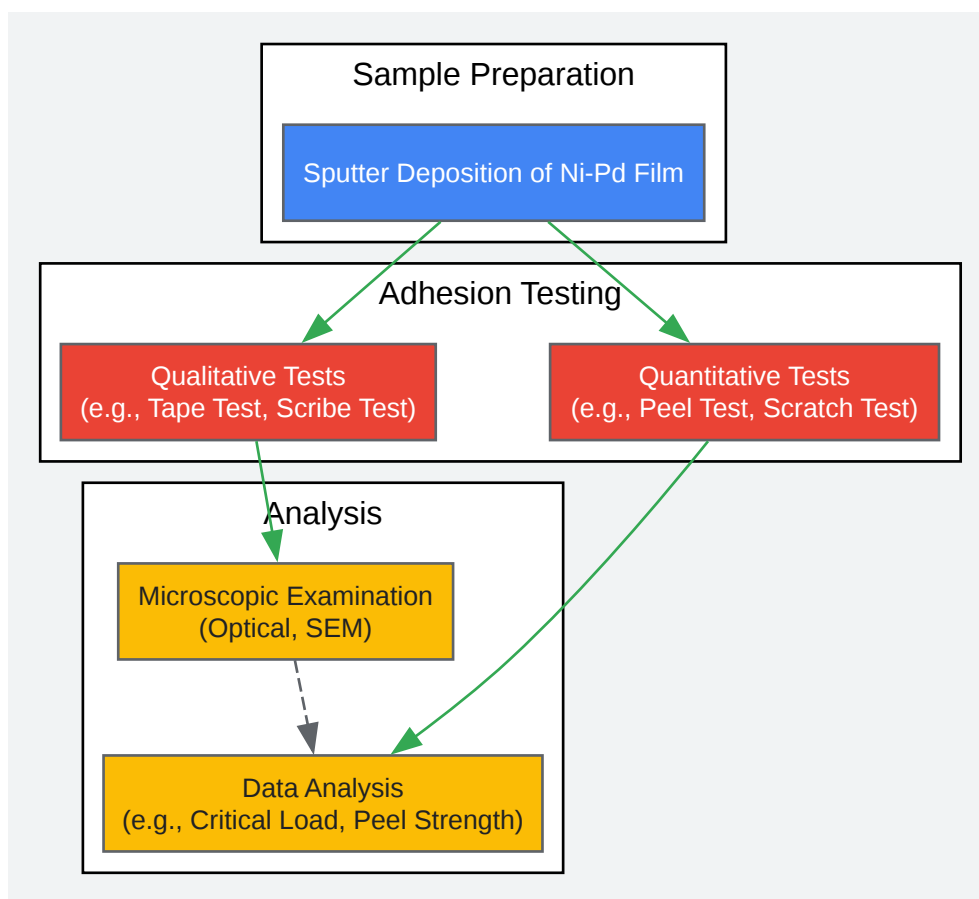 Sample Preparation
Sputter Deposition of Ni-Pd Film
Adhesion Testing
Qualitative Tests
(e.g., Tape Test, Scribe Test)
Quantitative Tests
(e.g., Peel Test, Scratch Test)
Analysis
Microscopic Examination
(Optical, SEM)
Data Analysis
(e.g., Critical Load, Peel Strength)